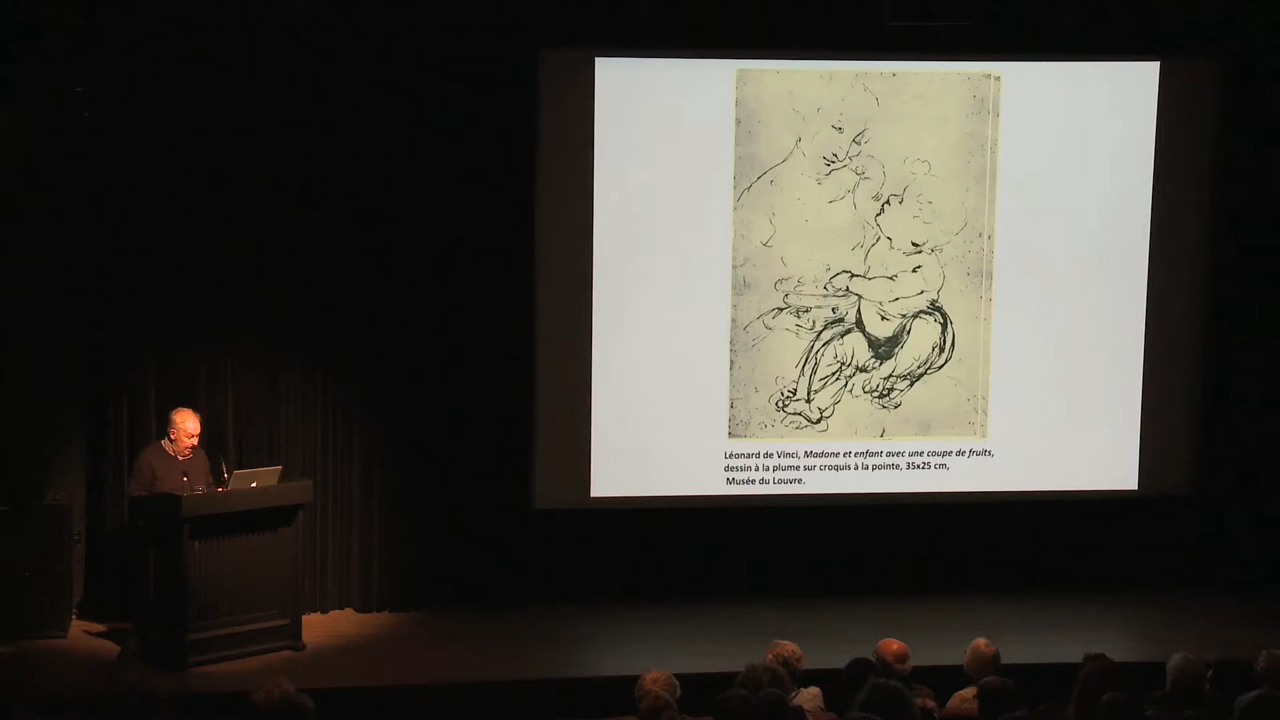 Léonard de Vinci, Madone et enfant avec une coupe de fruits,
dessin à la plume sur croquis à la pointe, 35x25 cm,
Musée du Louvre.